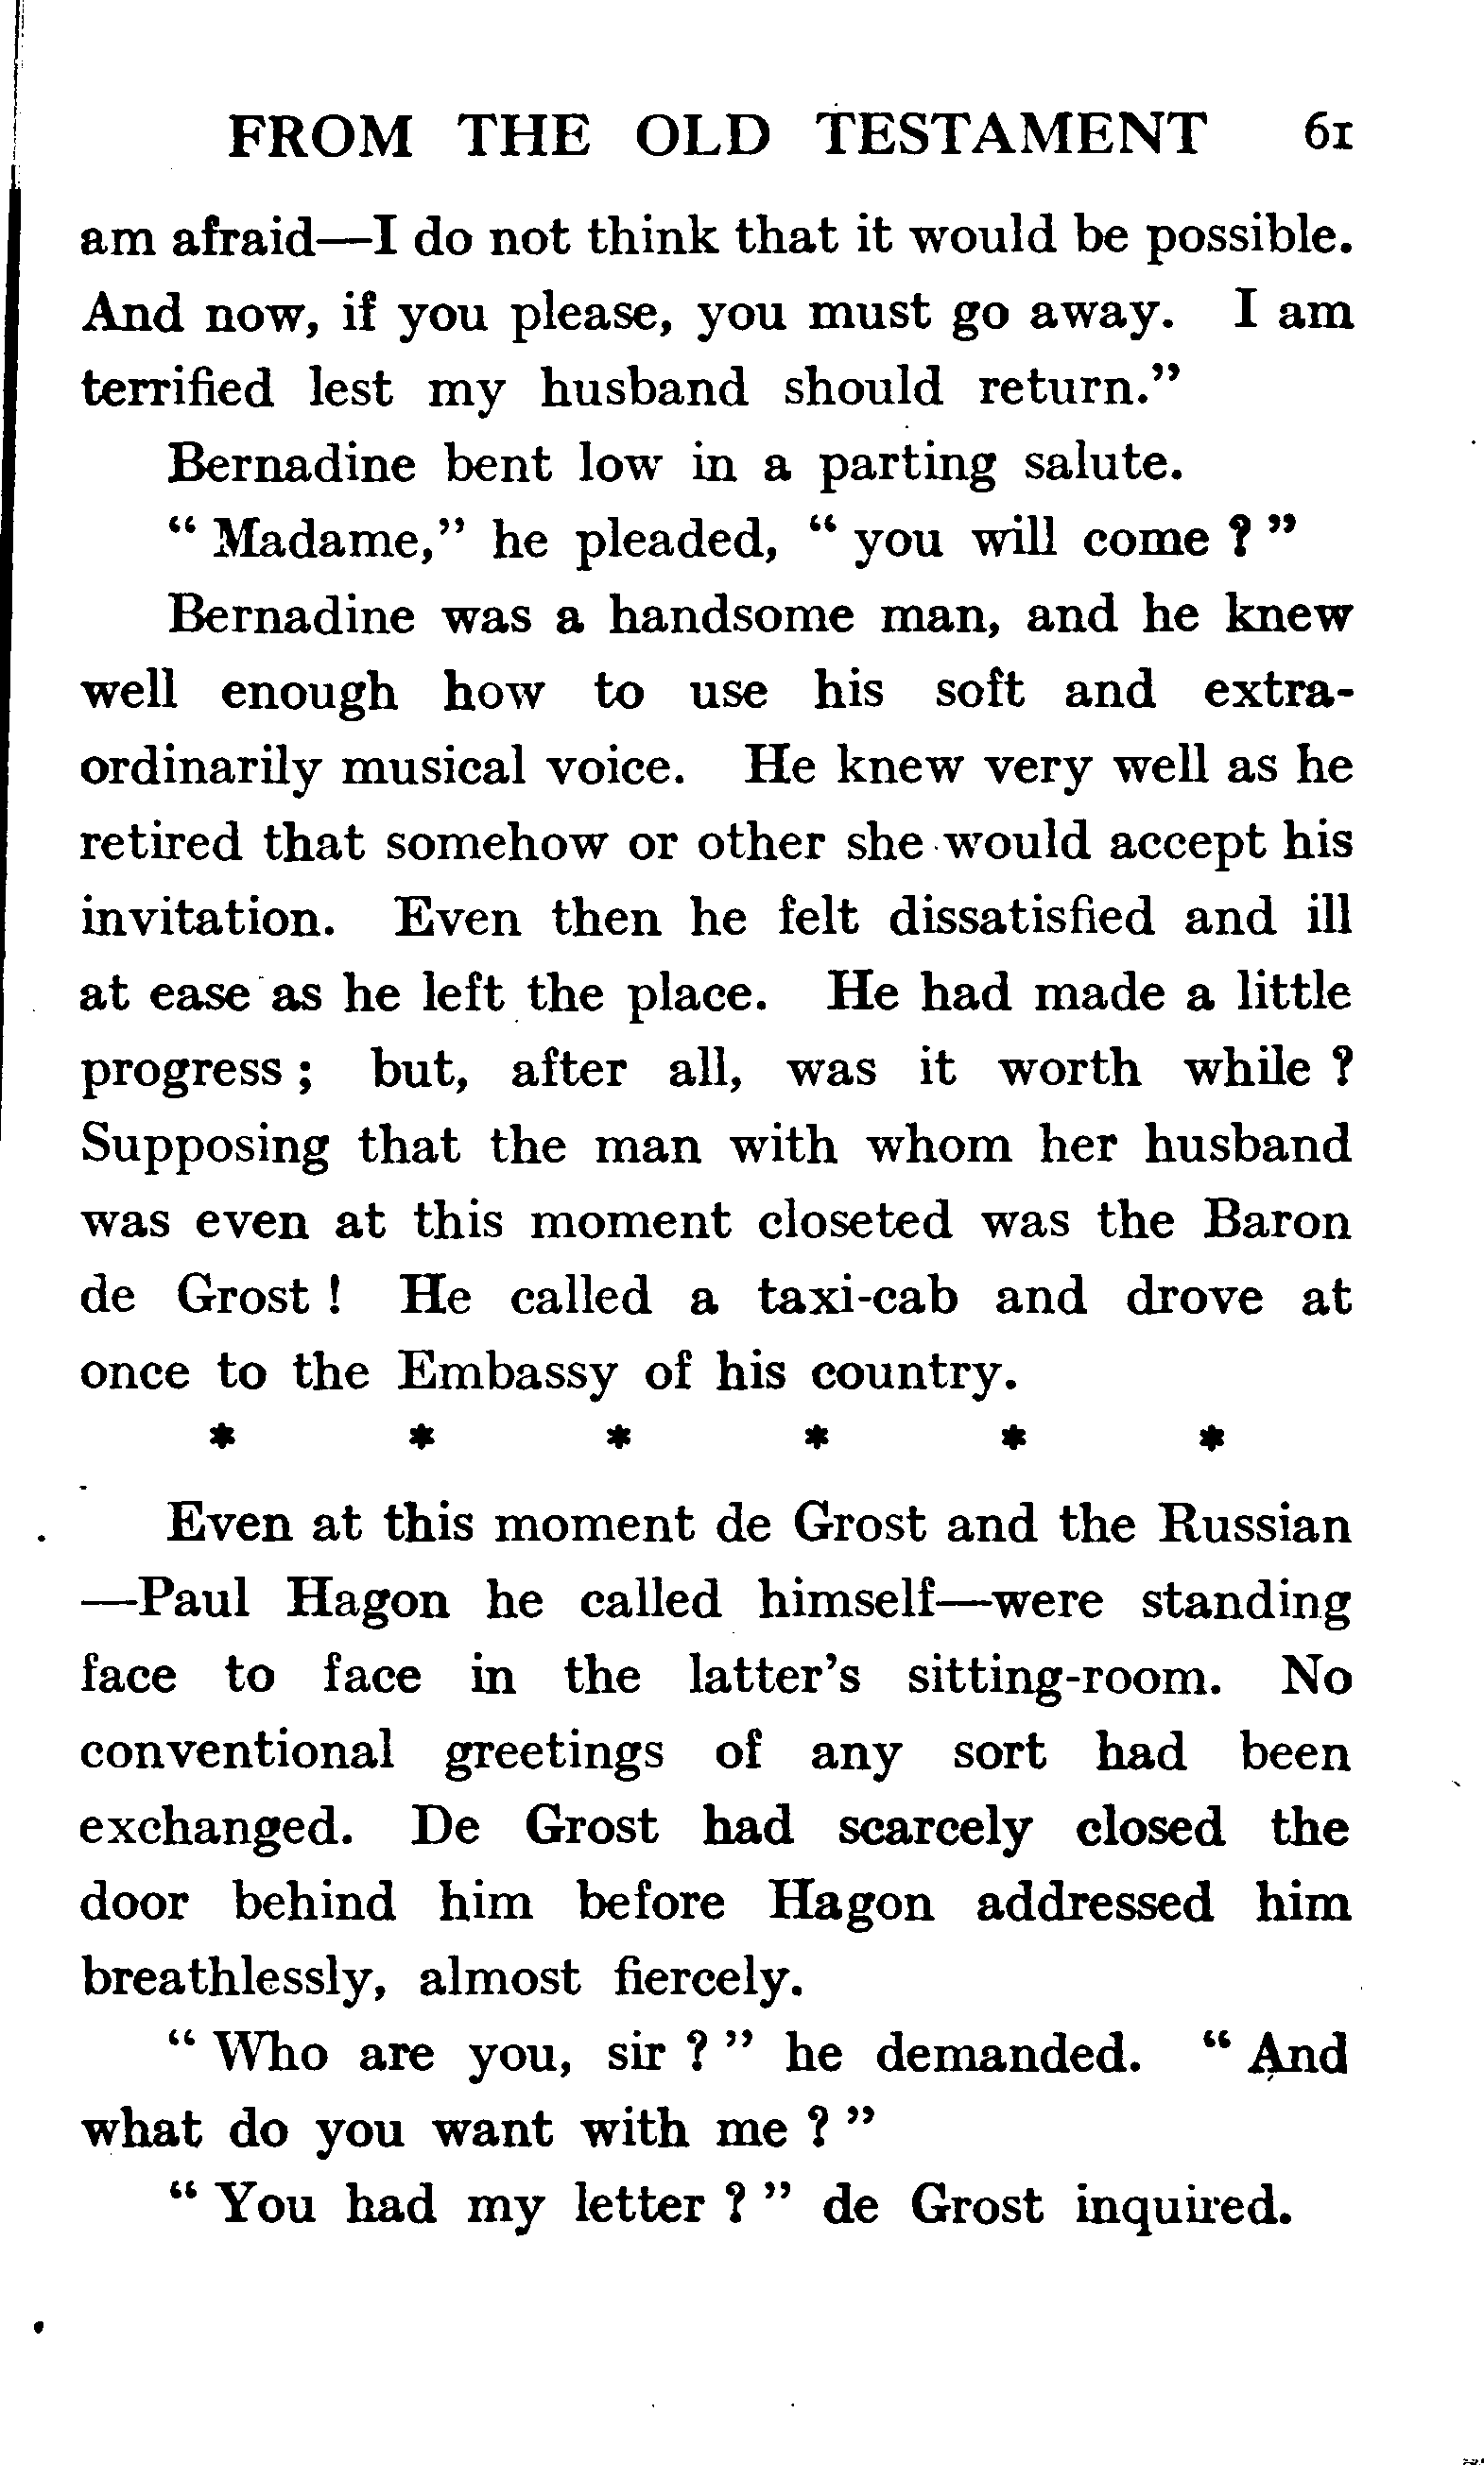 FROM THE OLD TESTAMENT 61
am afraid—I do not think that it would be possible.
And now, if you please, you must go away. I am
terrified lest my husband should return."
Bernadine bent low in a parting salute.
" Madame," he pleaded, " you will come ? "
Bernadine was a handsome man, and he knew
well enough how to use his soft and extra-
ordinarily musical voice. He knew very well as he
retired that somehow or other she would accept his
invitation. Even then he felt dissatisfied and ill
at ease as he left the place. He had made a little
progress ; but, after all, was it worth while ?
Supposing that the man with whom her husband
was even at this moment closeted was the Baron
de Grost ! He called a taxi-cab and drove at
once to the Embassy of his country.
* * * * * *
Even at this moment de Grost and the Russian
—Paul Hagon he called himself—were standing
face to face in the latter's sitting-room. No
conventional greetings of any sort had been
exchanged. De Grost had scarcely closed the
door behind him before Hagon addressed him
breathlessly, almost fiercely.
" Who are you, sir ? " he demanded. " And
what do you want with me ? "
" You had my letter ? " de Grost inquired.